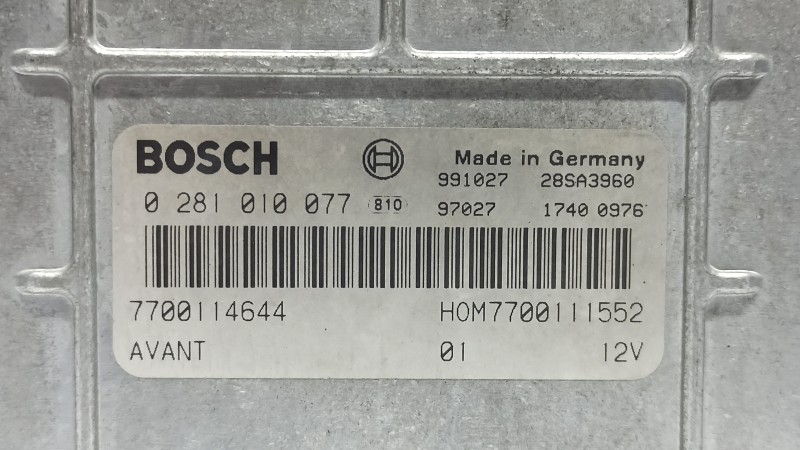 BOSCH Made in Germany
991027 28SA3960
0 281 010 077 810 97027 1740 0976
7700114644 HOM7700111552
AVANT 01 12V